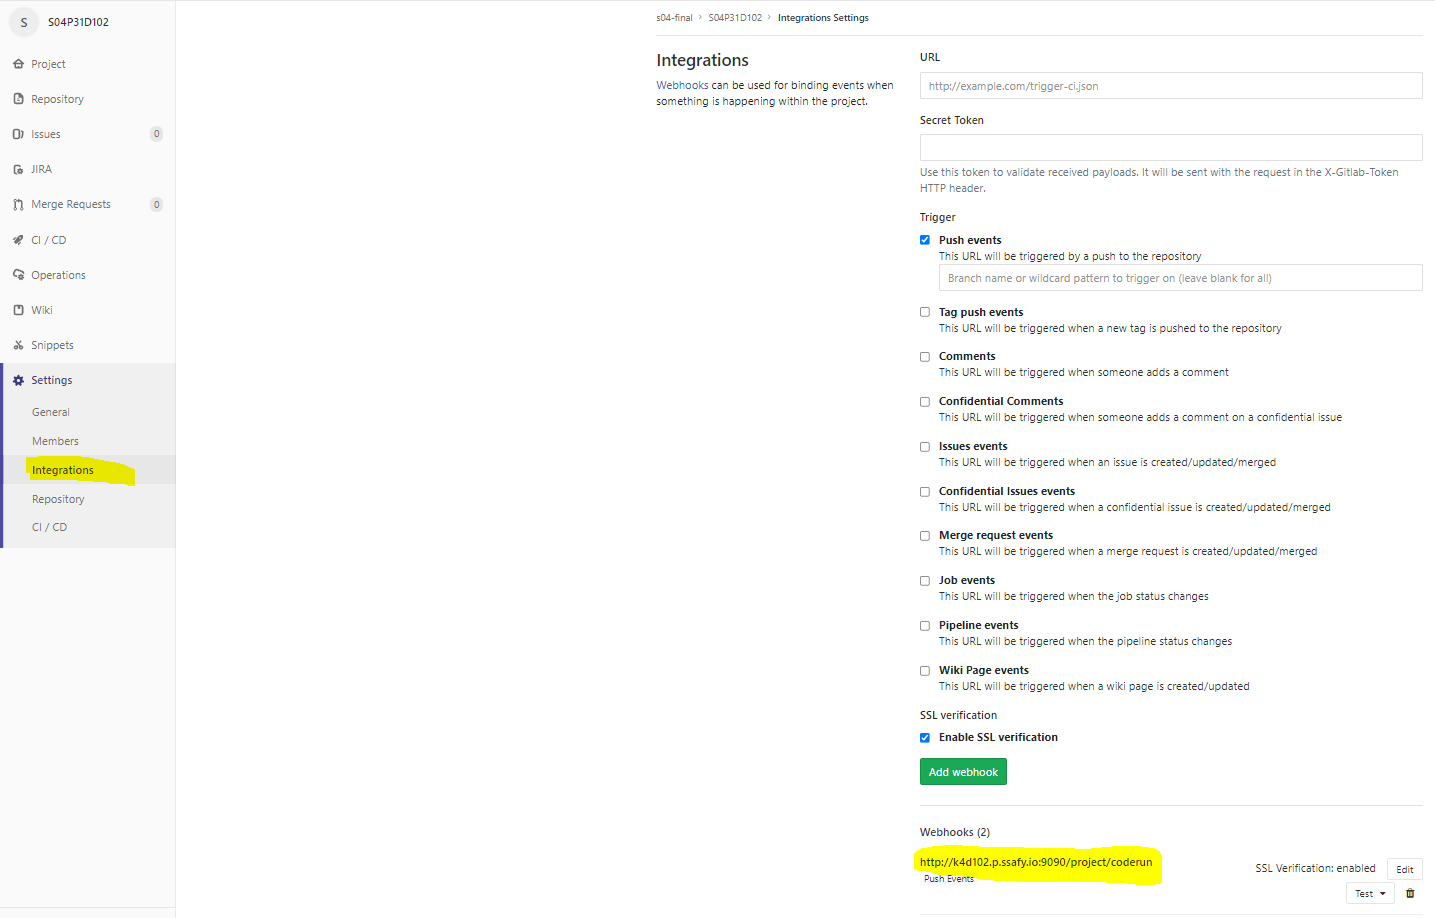 S
S04P31D102
Project
Repository
Issues
0
JIRA
Merge Requests
0
CI / CD
Operations
Wiki
Snippets
Settings
General
Members
Integrations
Repository
CI / CD
s04-final > S04P31D102 > Integrations Settings
Integrations
Webhooks can be used for binding events when
something is happening within the project.
URL
http://example.com/trigger-ci.json
Secret Token
Use this token to validate received payloads. It will be sent with the request in the X-Gitlab-Token
HTTP header.
Trigger
Push events
This URL will be triggered by a push to the repository
Branch name or wildcard pattern to trigger on (leave blank for all)
Tag push events
This URL will be triggered when a new tag is pushed to the repository
Comments
This URL will be triggered when someone adds a comment
Confidential Comments
This URL will be triggered when someone adds a comment on a confidential issue
Issues events
This URL will be triggered when an issue is created/updated/merged
Confidential Issues events
This URL will be triggered when a confidential issue is created/updated/merged
Merge request events
This URL will be triggered when a merge request is created/updated/merged
Job events
This URL will be triggered when the job status changes
Pipeline events
This URL will be triggered when the pipeline status changes
Wiki Page events
This URL will be triggered when a wiki page is created/updated
SSL verification
Enable SSL verification
Add webhook
Webhooks (2)
http://k4d102.p.ssafy.io:9090/project/coderun
Push Events
SSL Verification: enabled
Edit
Test